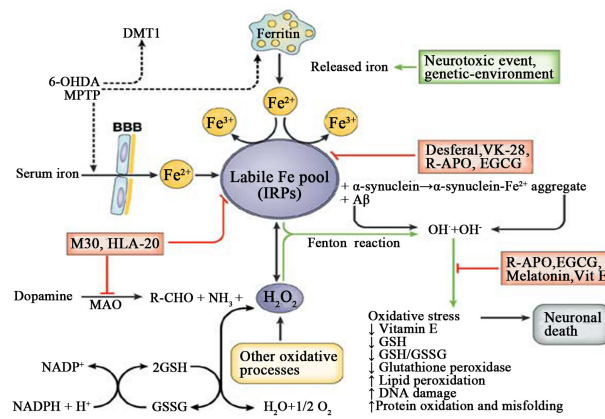 DMT1
Ferritin
Released iron
Neurotoxic event,
genetic-environment
6-OHDA
MPTP
Fe²⁺
Fe³⁺
Fe³⁺
BBB
Desferal,VK-28,
R-APO, EGCG
Serum iron
Fe²⁺
Labile Fe pool
(IRPs)
+ α-synuclein→α-synuclein-Fe²⁺ aggregate
+ Aβ
OH·+OH-
M30, HLA-20
Fenton reaction
R-APO,EGCG,
Melatonin,Vit E
Dopamine
MAO
R-CHO + NH₃ +
H₂O₂
Oxidative stress
↓ Vitamin E
↓ GSH
↓ GSH/GSSG
↓ Glutathione peroxidase
↑ Lipid peroxidation
↑ DNA damage
↑Protein oxidation and misfolding
Neuronal
death
Other oxidative
processes
NADP⁺
2GSH
NADPH + H⁺
GSSG
H₂O+1/2 O₂